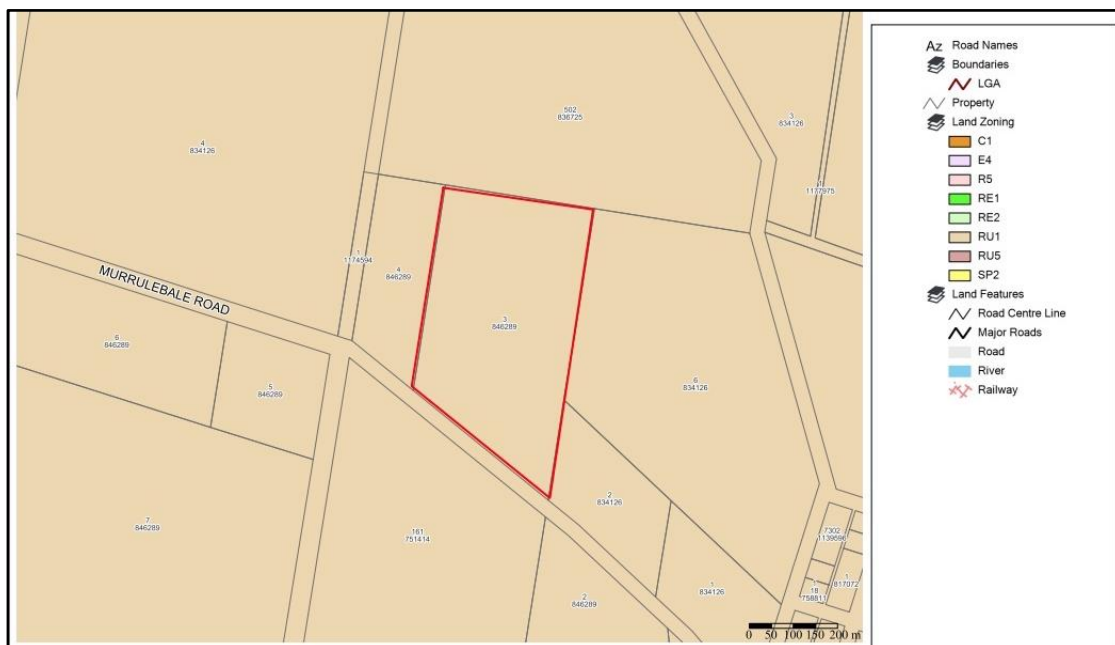 502
836725
3
834126
4
834126
1
1177975
1
1174594
4
846289
MURRULEBALE ROAD
3
846289
6
846289
5
846289
6
834126
2
834126
7
846289
161
751414
7302
1139596
1
817072
1
18
758811
1
834126
2
846289
0 50 100 150 200 m
Az Road Names
Boundaries
LGA
Property
Land Zoning
C1
E4
R5
RE1
RE2
RU1
RU5
SP2
Land Features
Road Centre Line
Major Roads
Road
River
Railway